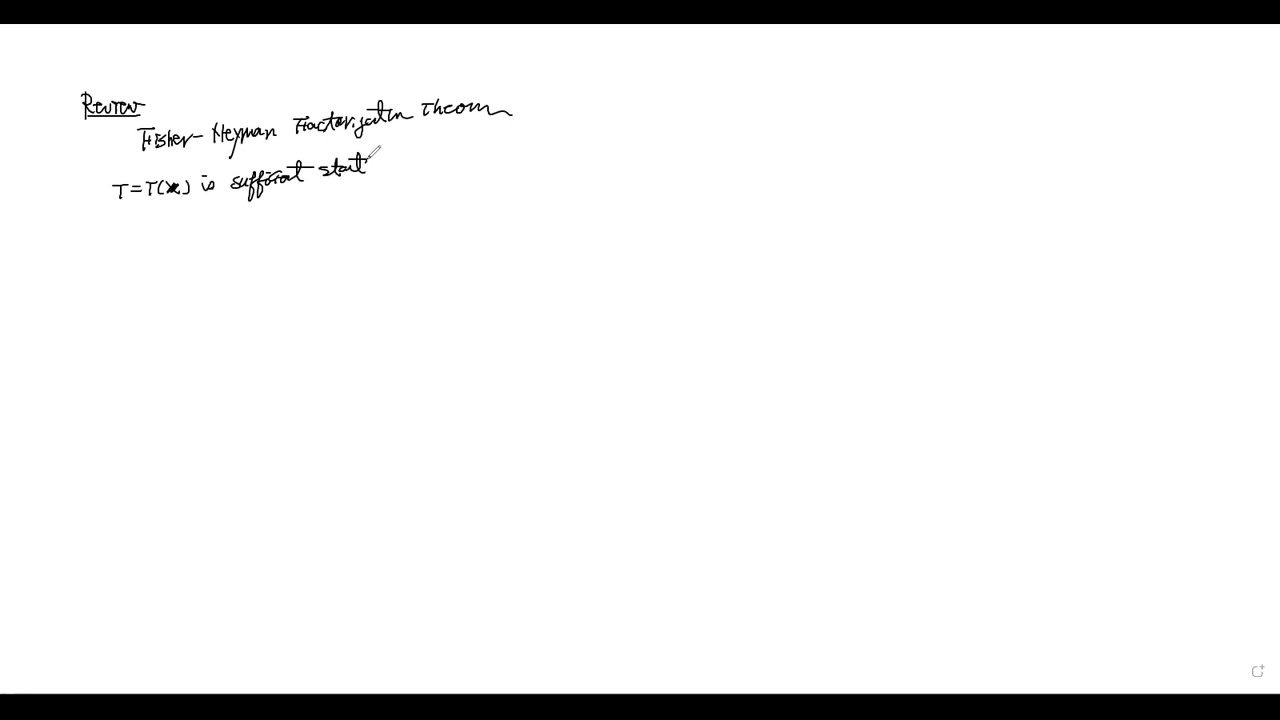 Review
Fisher-Neyman Factorization Theorem
T=T(X) is sufficient stat